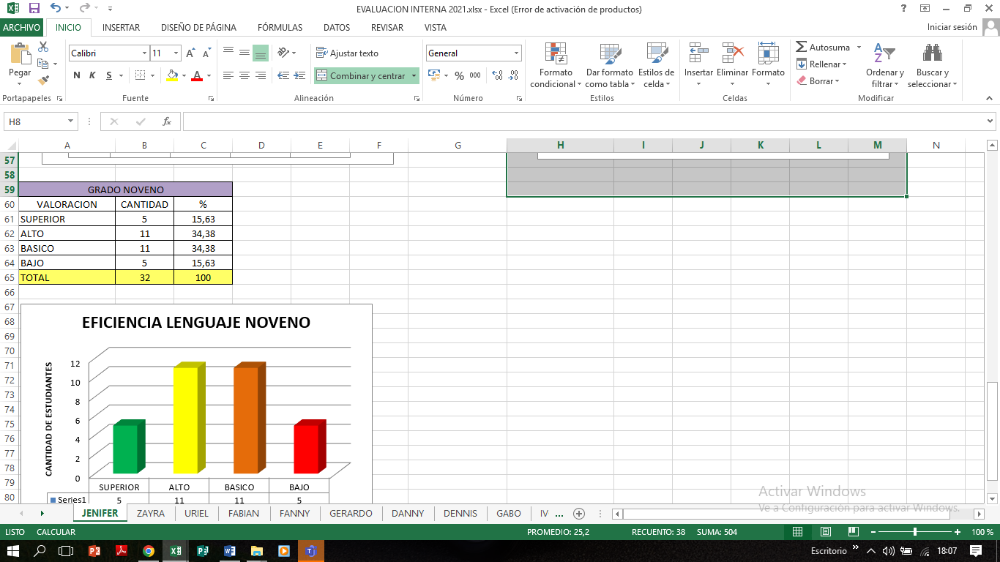 EVALUACION INTERNA 2021.xlsx - Excel (Error de activación de productos)
ARCHIVO INICIO INSERTAR DISEÑO DE PÁGINA FÓRMULAS DATOS REVISAR VISTA Iniciar sesión
Pegar
Calibri 11
N K S
Ajustar texto
Combinar y centrar
General
% 000
Formato condicional
Dar formato como tabla
Estilos de celda
Insertar Eliminar Formato
Autosuma
Rellenar
Borrar
Ordenar y filtrar
Buscar y seleccionar
Portapapeles Fuente Alineación Número Estilos Celdas Modificar
H8
fx
A B C D E F G H I J K L M N
57
58
59 GRADO NOVENO
60 VALORACION CANTIDAD %
61 SUPERIOR 5 15,63
62 ALTO 11 34,38
63 BASICO 11 34,38
64 BAJO 5 15,63
65 TOTAL 32 100
66
67
68
69
70
71
72
73
74
75
76
77
78
79
80
EFICIENCIA LENGUAJE NOVENO
CANTIDAD DE ESTUDIANTES
12
10
8
6
4
2
0
SUPERIOR ALTO BASICO BAJO
Series1 5 11 11 5
Activar Windows
Ve a Configuración para activar Windows.
JENIFER ZAYRA URIEL FABIAN FANNY GERARDO DANNY DENNIS GABO IV ...
LISTO CALCULAR PROMEDIO: 25,2 RECUENTO: 38 SUMA: 504 100 %
Escritorio 18:07